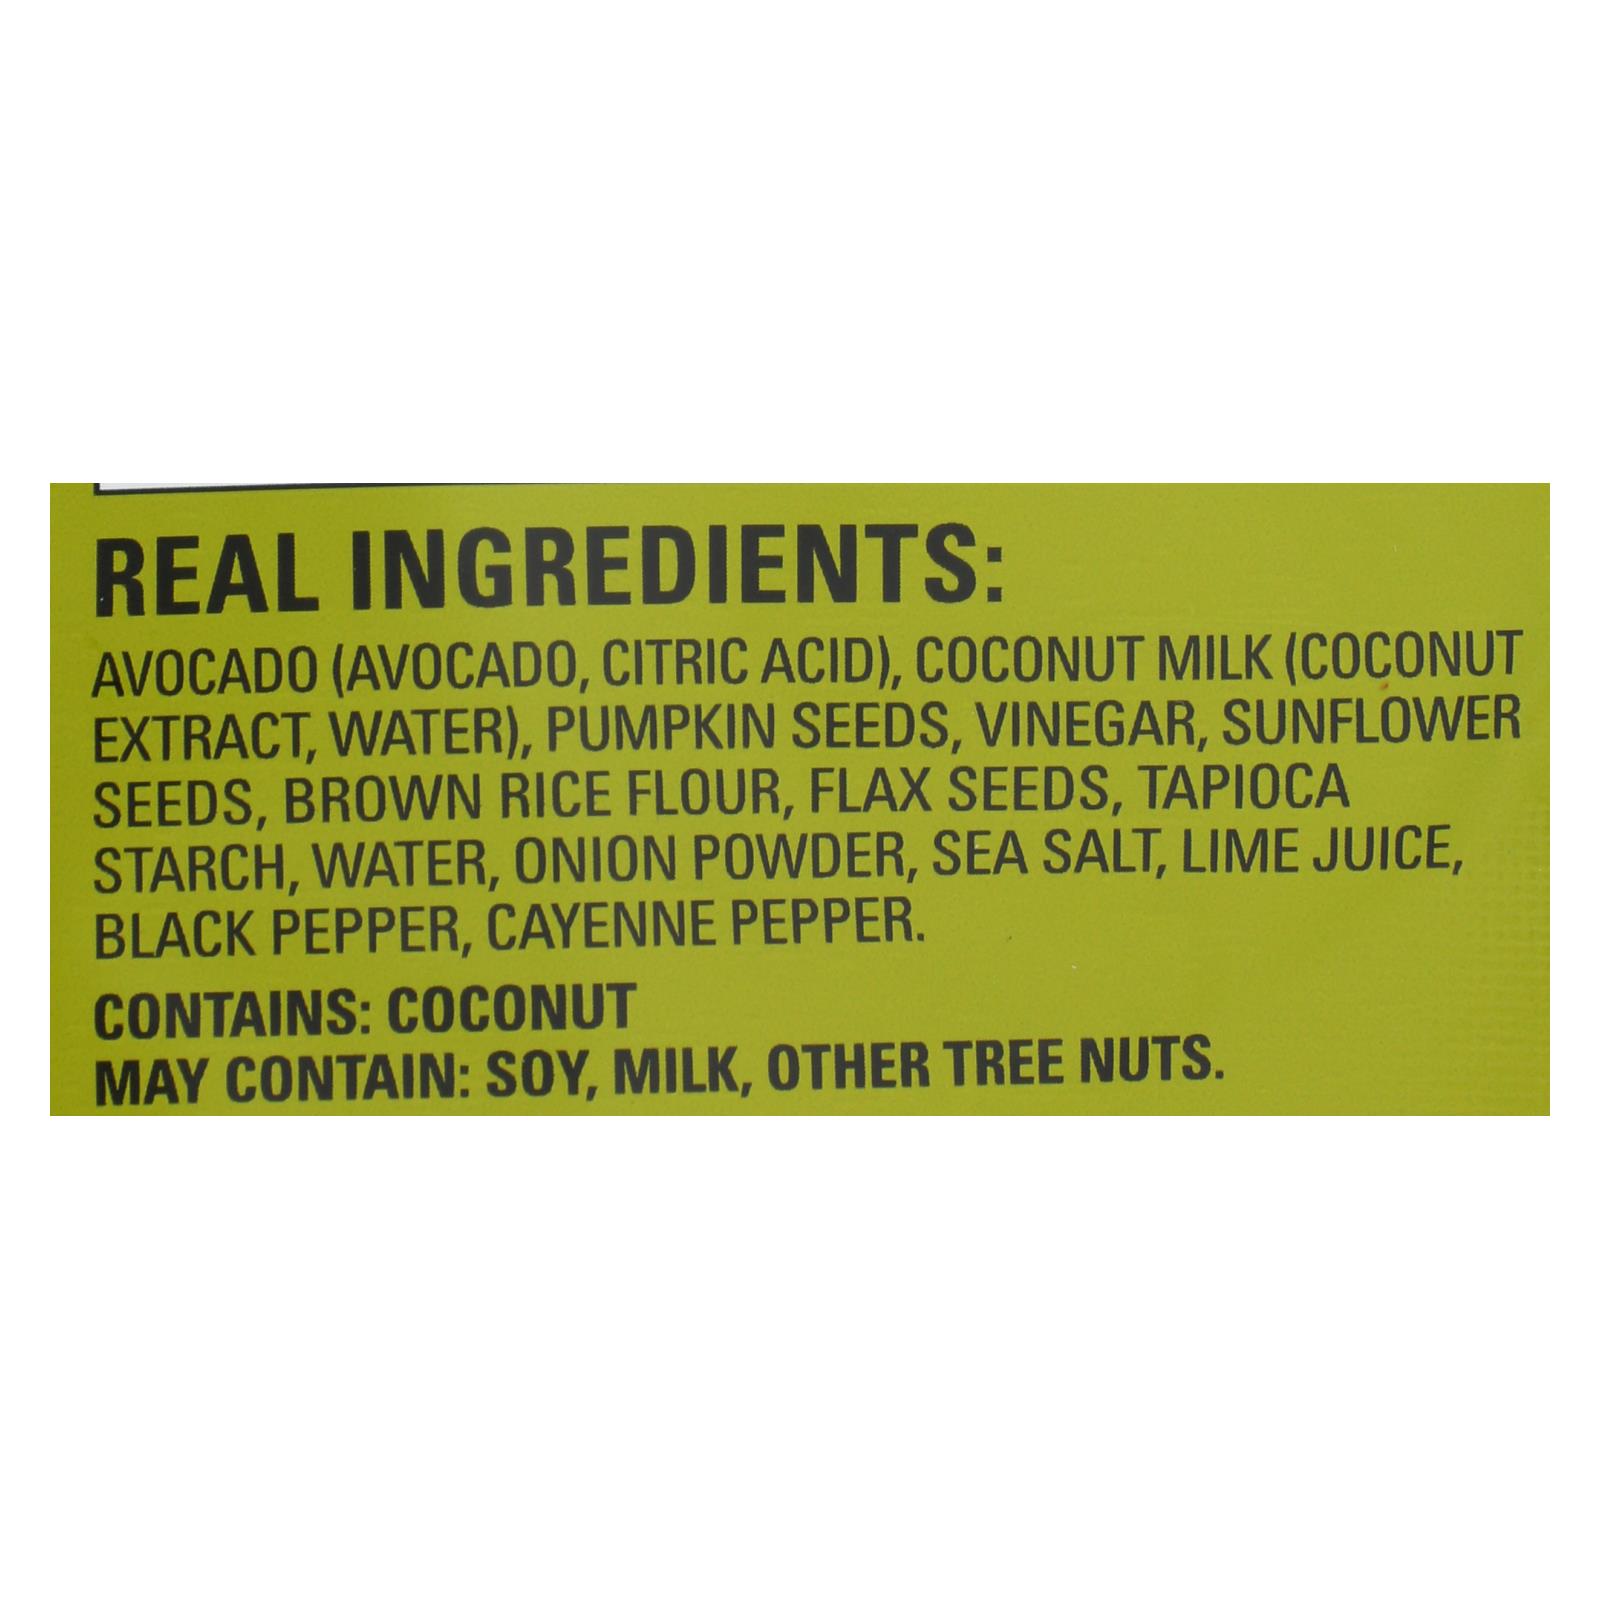 REAL INGREDIENTS:
AVOCADO (AVOCADO, CITRIC ACID), COCONUT MILK (COCONUT
EXTRACT, WATER), PUMPKIN SEEDS, VINEGAR, SUNFLOWER
SEEDS, BROWN RICE FLOUR, FLAX SEEDS, TAPIOCA
STARCH, WATER, ONION POWDER, SEA SALT, LIME JUICE,
BLACK PEPPER, CAYENNE PEPPER.
CONTAINS: COCONUT
MAY CONTAIN: SOY, MILK, OTHER TREE NUTS.